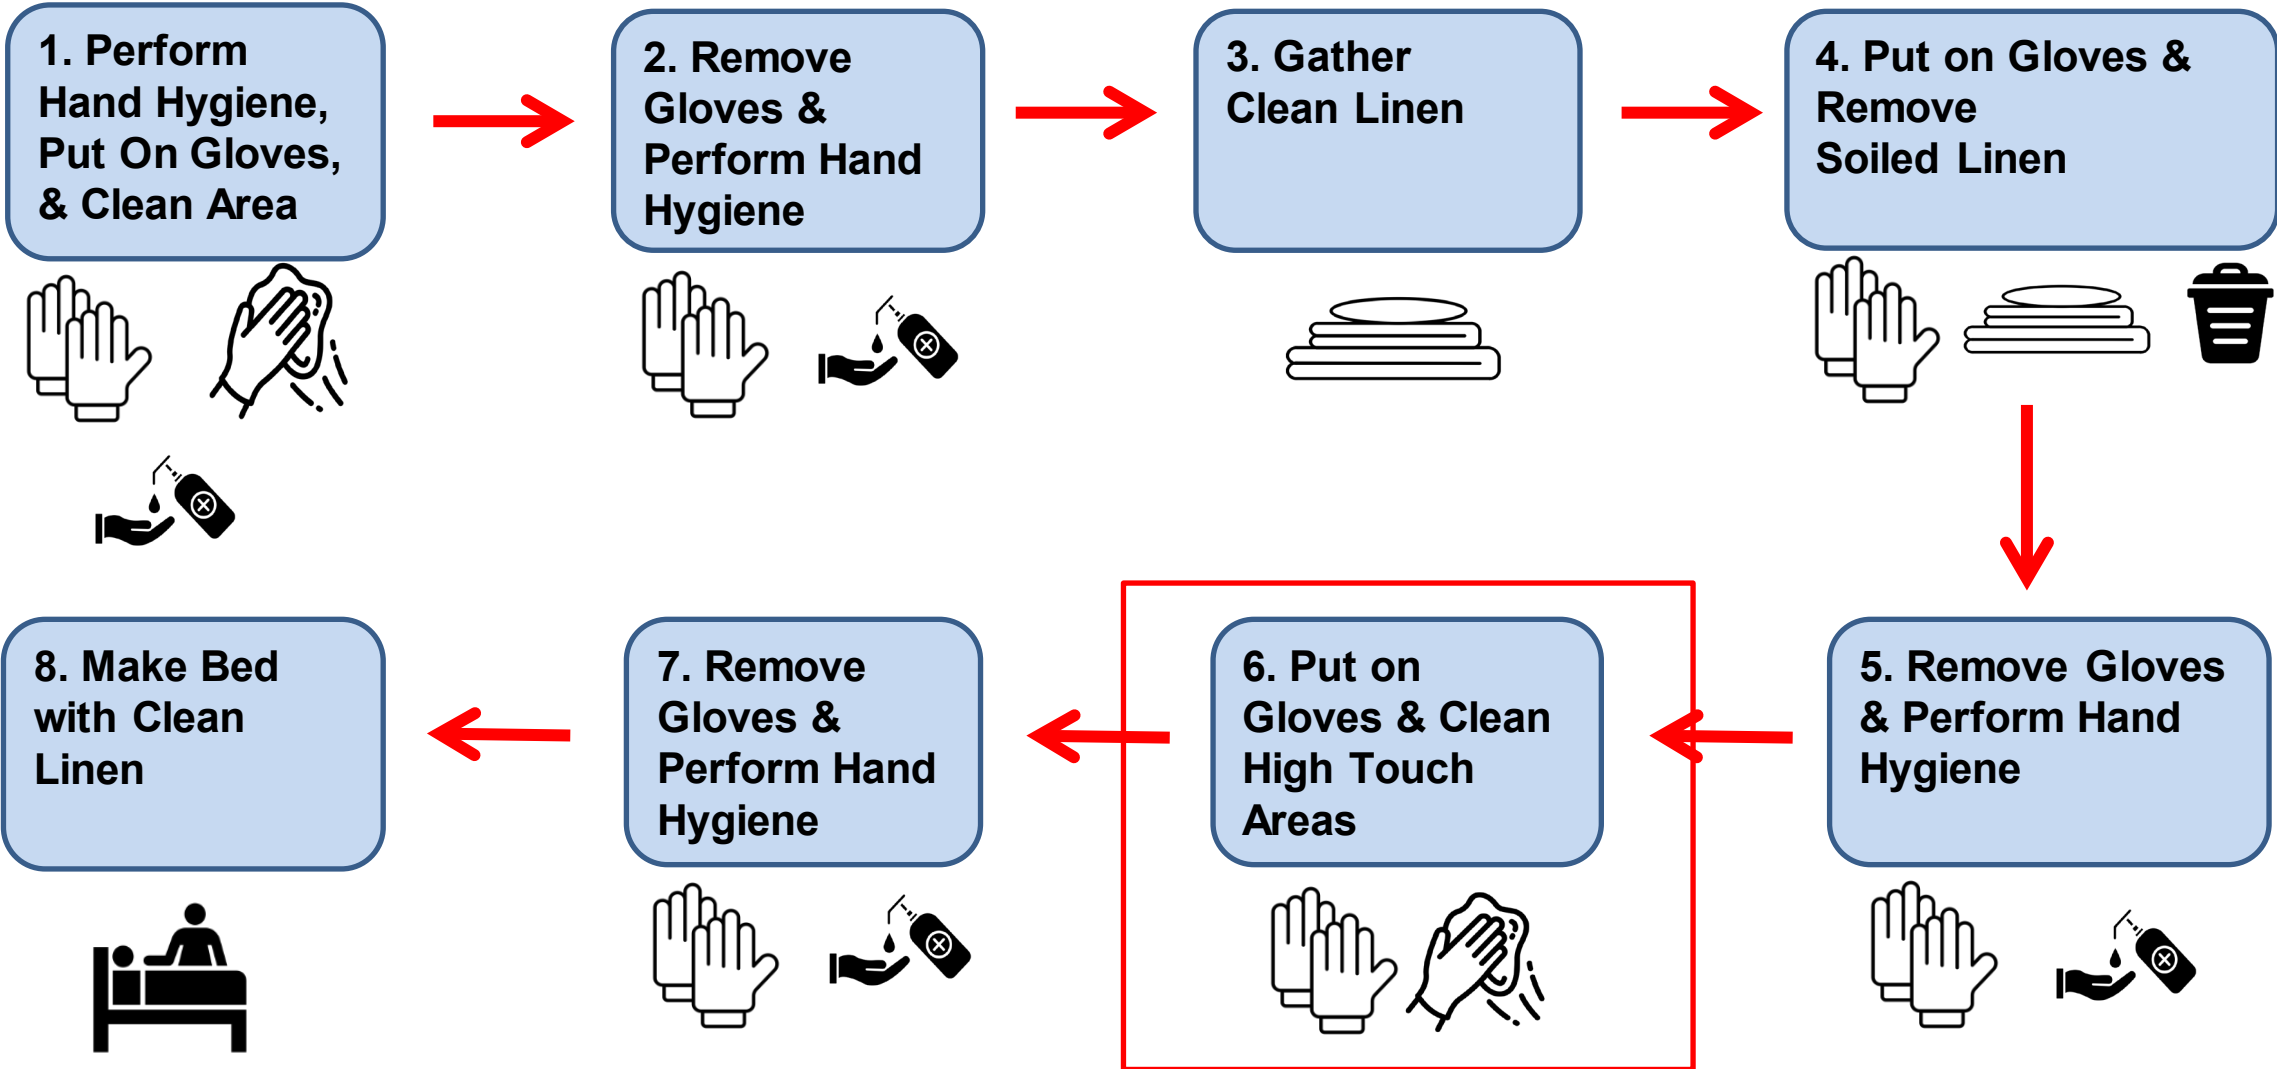 1. Perform
Hand Hygiene,
Put On Gloves,
& Clean Area
2. Remove
Gloves &
Perform Hand
Hygiene
3. Gather
Clean Linen
4. Put on Gloves &
Remove
Soiled Linen
5. Remove Gloves
& Perform Hand
Hygiene
6. Put on
Gloves & Clean
High Touch
Areas
7. Remove
Gloves &
Perform Hand
Hygiene
8. Make Bed
with Clean
Linen